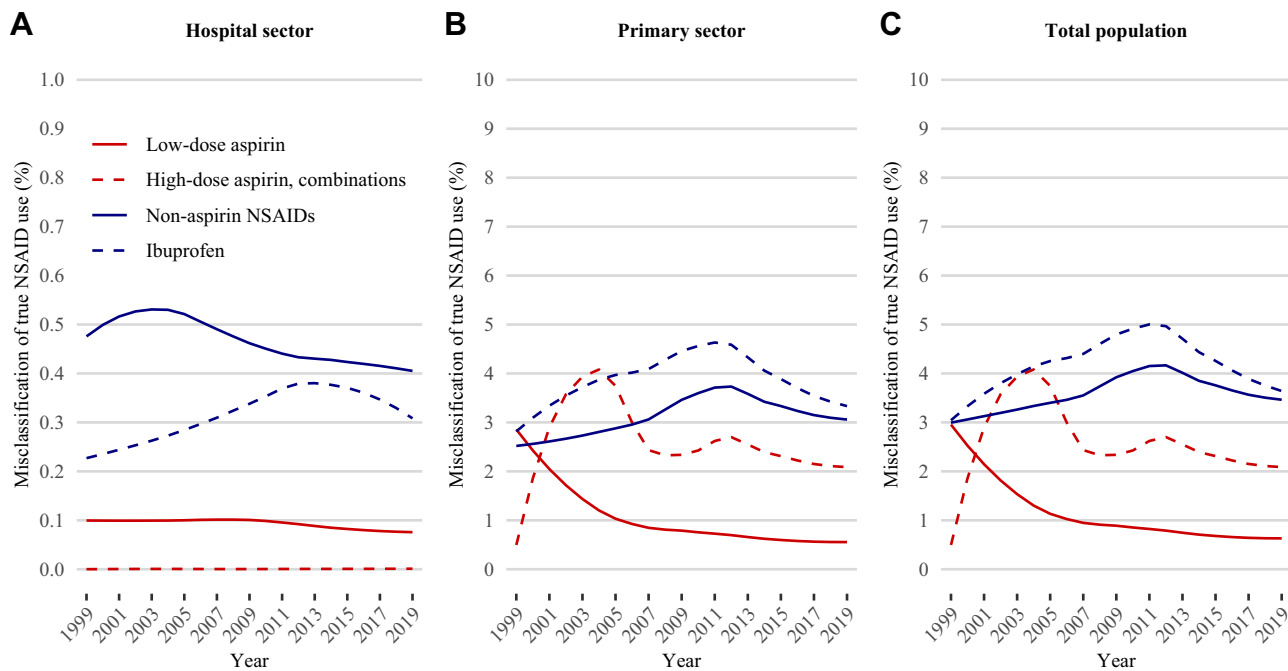 A
Hospital sector
Misclassification of true NSAID use (%)
1.0
0.9
0.8
0.7
0.6
0.5
0.4
0.3
0.2
0.1
0.0
Low-dose aspirin
High-dose aspirin, combinations
Non-aspirin NSAIDs
Ibuprofen
1999 2001 2003 2005 2007 2009 2011 2013 2015 2017 2019
Year
B
Primary sector
Misclassification of true NSAID use (%)
10
9
8
7
6
5
4
3
2
1
0
1999 2001 2003 2005 2007 2009 2011 2013 2015 2017 2019
Year
C
Total population
Misclassification of true NSAID use (%)
10
9
8
7
6
5
4
3
2
1
0
1999 2001 2003 2005 2007 2009 2011 2013 2015 2017 2019
Year